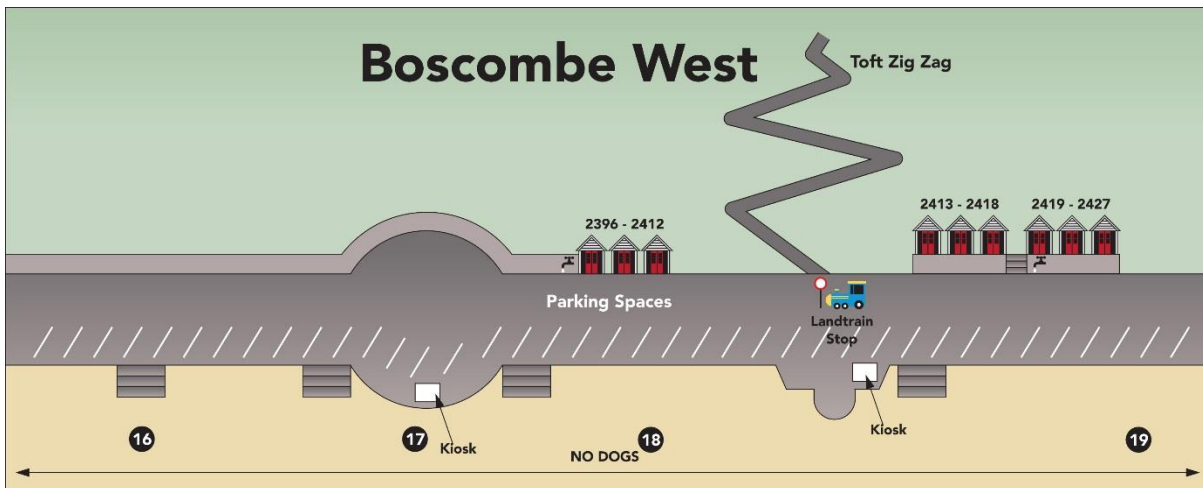 Boscombe West
Toft Zig Zag
2396 - 2412
2413 - 2418
2419 - 2427
Parking Spaces
Landtrain
Stop
Kiosk
Kiosk
16
17
18
19
NO DOGS